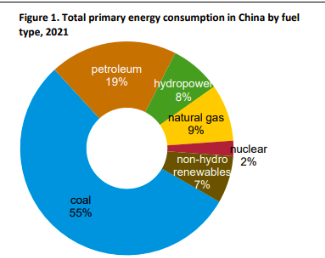 Figure 1. Total primary energy consumption in China by fuel
type, 2021
petroleum
19%
hydropower
8%
natural gas
9%
nuclear
2%
non-hydro
renewables
7%
coal
55%